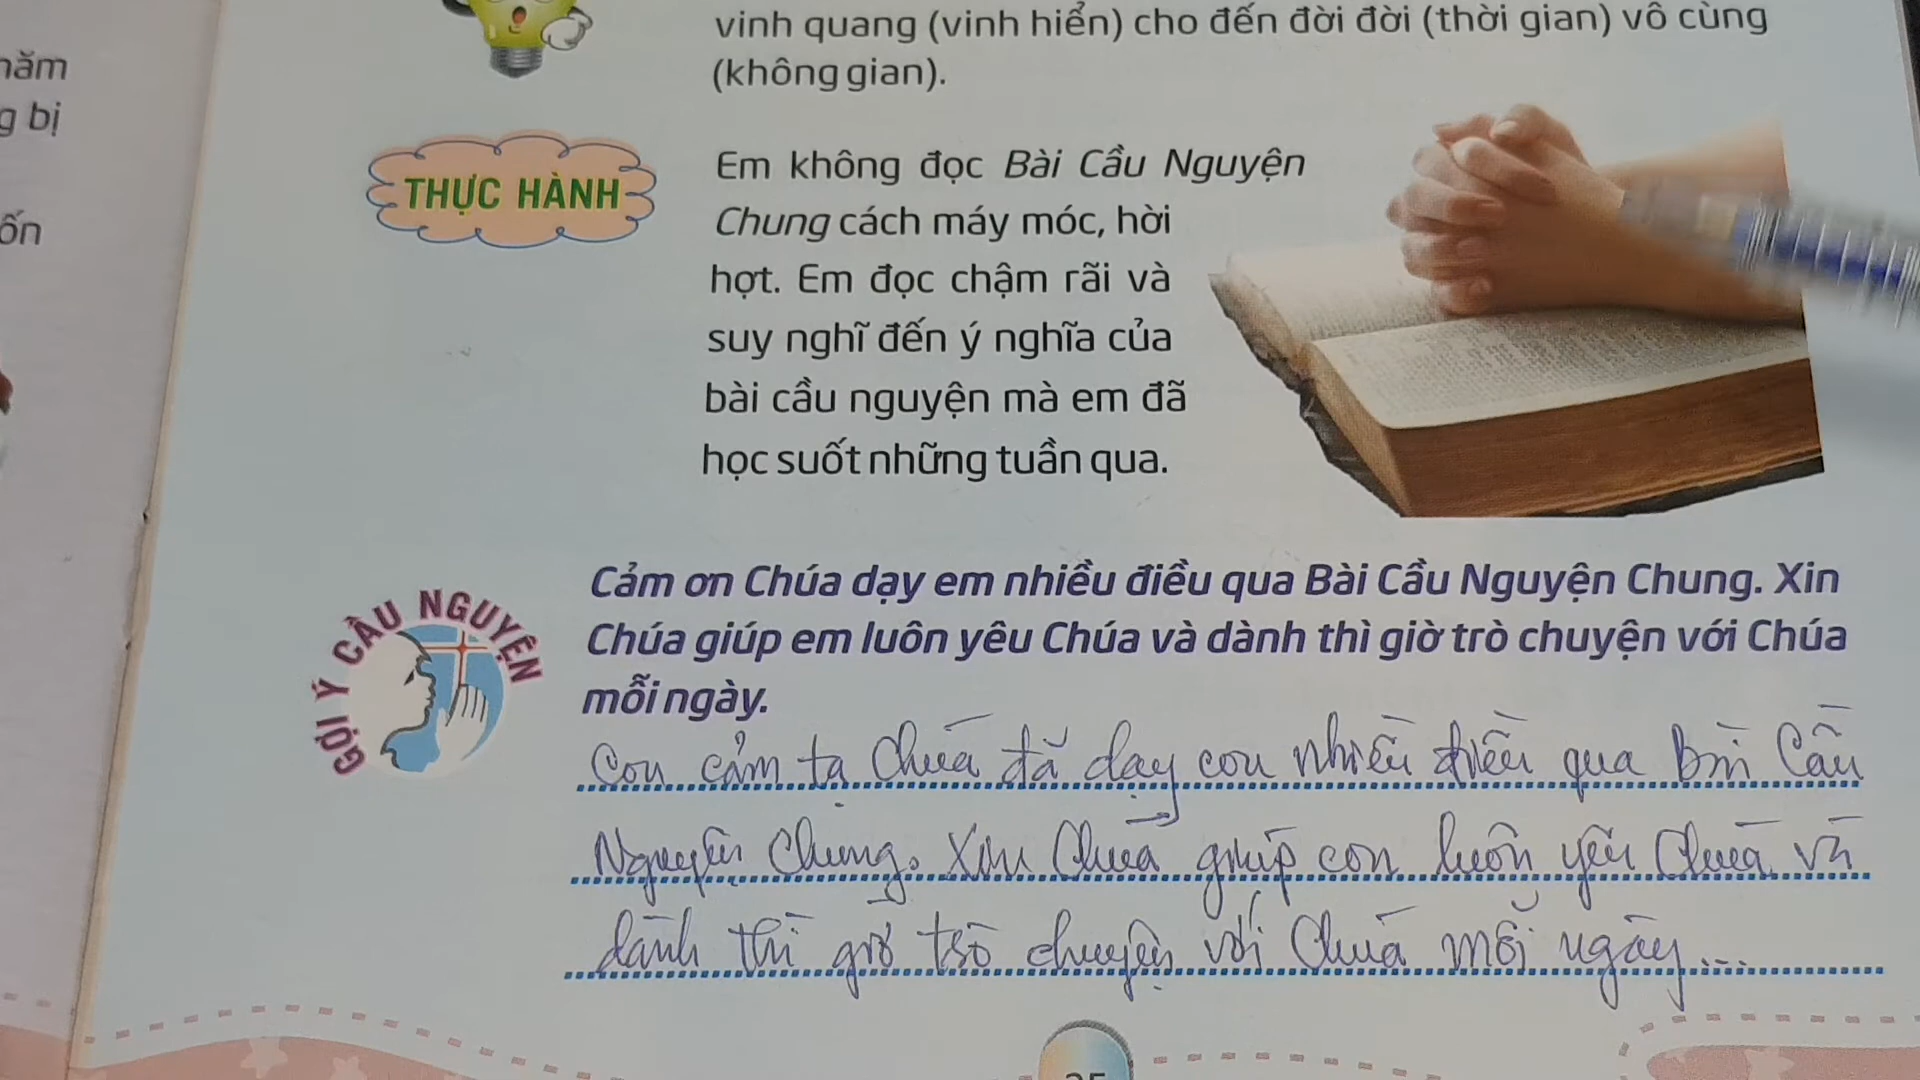 năm
g bị
ốn
vinh quang (vinh hiển) cho đến đời đời (thời gian) vô cùng
(không gian).
THỰC HÀNH
Em không đọc Bài Cầu Nguyện
Chung cách máy móc, hời
hợt. Em đọc chậm rãi và
suy nghĩ đến ý nghĩa của
bài cầu nguyện mà em đã
học suốt những tuần qua.
GỢI Ý CẦU NGUYỆN
Cảm ơn Chúa dạy em nhiều điều qua Bài Cầu Nguyện Chung. Xin
Chúa giúp em luôn yêu Chúa và dành thì giờ trò chuyện với Chúa
mỗi ngày.
Con cảm tạ Chúa đã dạy con nhiều điều qua Bài Cầu
Nguyện Chung. Xin Chúa giúp con luôn yêu Chúa và
dành thì giờ trò chuyện với Chúa mỗi ngày...